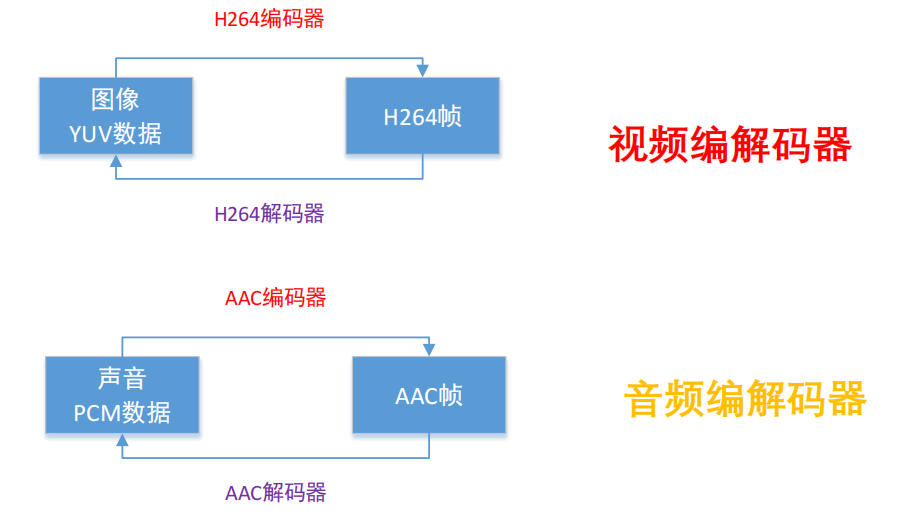 H264编码器
图像
YUV数据
H264帧
视频编解码器
H264解码器
AAC编码器
声音
PCM数据
AAC帧
音频编解码器
AAC解码器